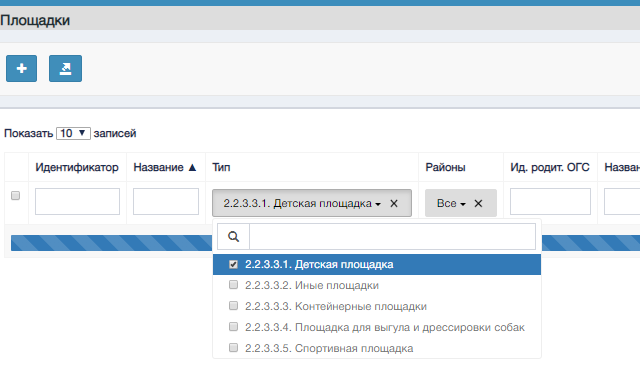 Площадки
Показать 10 записей
Идентификатор Название Тип Районы Ид. родит. ОГС Назван
2.2.3.3.1. Детская площадка Все
2.2.3.3.1. Детская площадка
2.2.3.3.2. Иные площадки
2.2.3.3.3. Контейнерные площадки
2.2.3.3.4. Площадка для выгула и дрессировки собак
2.2.3.3.5. Спортивная площадка